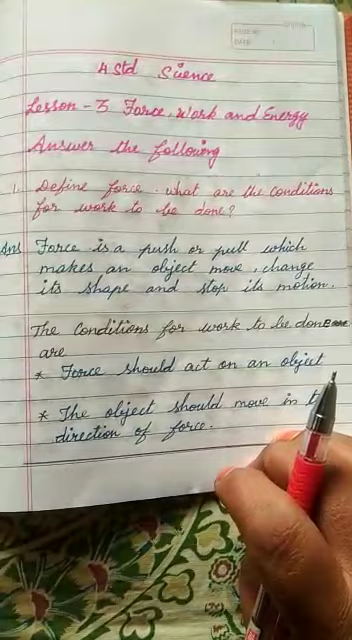 4 Std Science
Lesson - 3 Force, Work and Energy
Answer the following
1. Define force. what are the conditions
for work to be done?
Ans Force is a push or pull which
makes an object move, change
its shape and stop its motion.
The conditions for work to be done
are
* Force should act on an object
* The object should move in
direction of force.